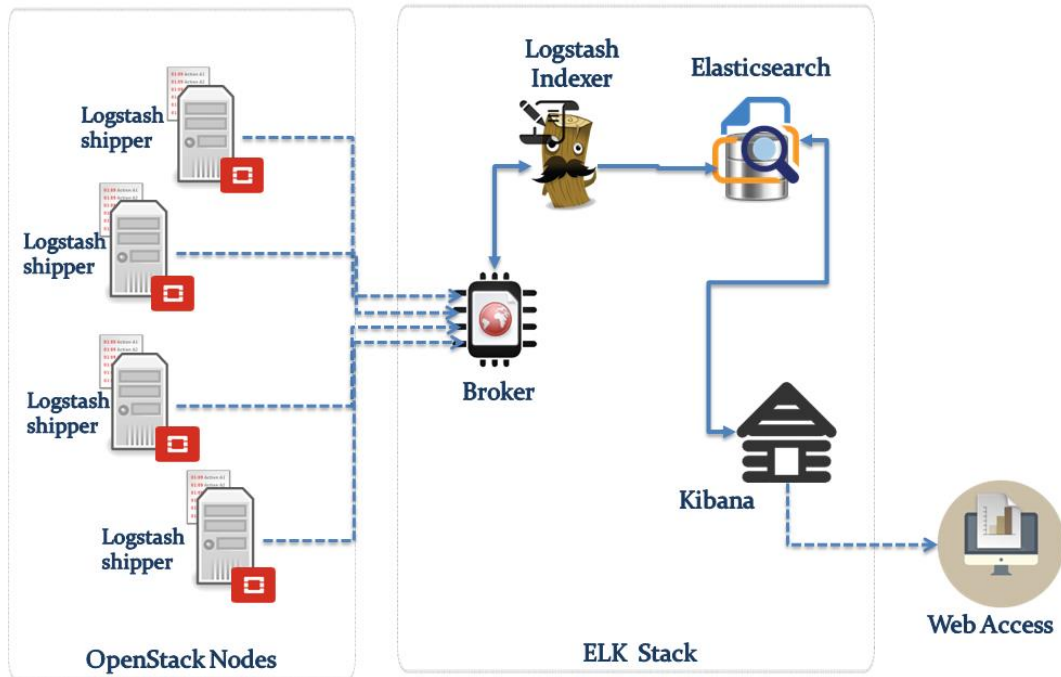 Logstash
shipper
Logstash
shipper
Logstash
shipper
Logstash
shipper
OpenStack Nodes
Logstash
Indexer
Elasticsearch
Broker
Kibana
ELK Stack
Web Access